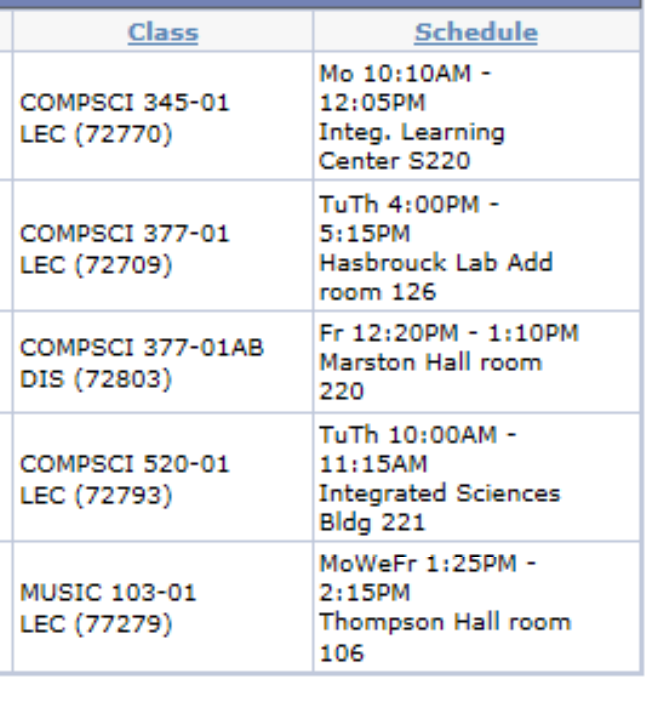 Class Schedule
COMPSCI 345-01
LEC (72770)
Mo 10:10AM -
12:05PM
Integ. Learning
Center S220
COMPSCI 377-01
LEC (72709)
TuTh 4:00PM -
5:15PM
Hasbrouck Lab Add
room 126
COMPSCI 377-01AB
DIS (72803)
Fr 12:20PM - 1:10PM
Marston Hall room
220
COMPSCI 520-01
LEC (72793)
TuTh 10:00AM -
11:15AM
Integrated Sciences
Bldg 221
MUSIC 103-01
LEC (77279)
MoWeFr 1:25PM -
2:15PM
Thompson Hall room
106